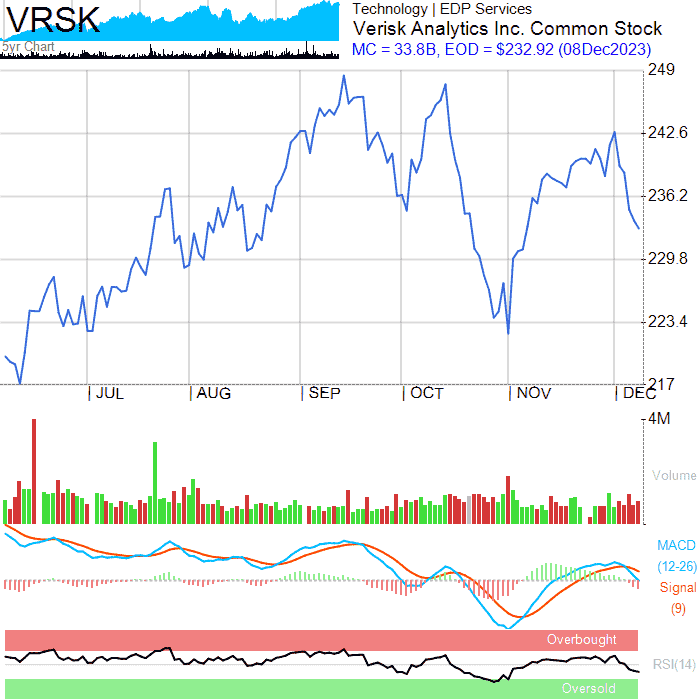 VRSK
5yr Chart
Technology | EDP Services
Verisk Analytics Inc. Common Stock
MC = 33.8B, EOD = $232.92 (08Dec2023)
249
242.6
236.2
229.8
223.4
217
JUL AUG SEP OCT NOV DEC
4M
Volume
MACD
(12-26)
Signal
(9)
Overbought
RSI(14)
Oversold